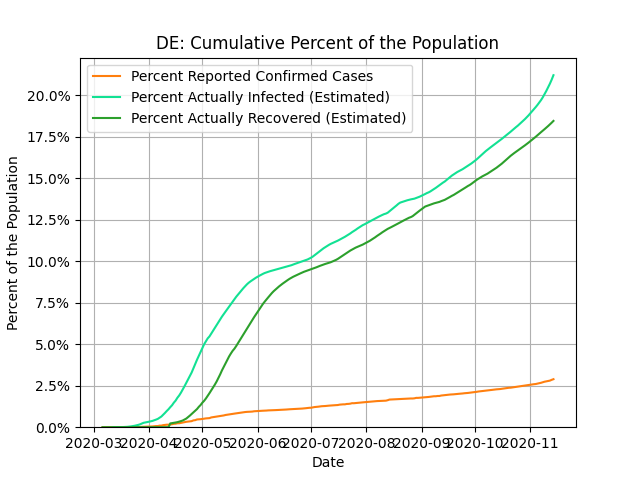 DE: Cumulative Percent of the Population
Percent Reported Confirmed Cases
Percent Actually Infected (Estimated)
Percent Actually Recovered (Estimated)
Percent of the Population
20.0%
17.5%
15.0%
12.5%
10.0%
7.5%
5.0%
2.5%
0.0%
2020-03 2020-04 2020-05 2020-06 2020-07 2020-08 2020-09 2020-10 2020-11
Date